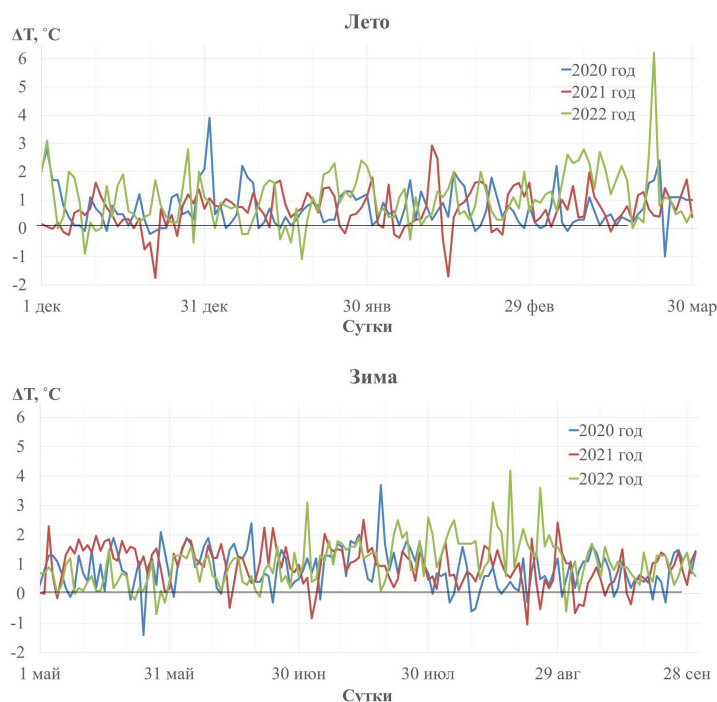 Лето
ΔT, ˚C
6
5
4
3
2
1
0
-1
-2
2020 год
2021 год
2022 год
1 дек
31 дек
30 янв
29 фев
30 мар
Сутки
Зима
ΔT, ˚C
6
5
4
3
2
1
0
-1
-2
2020 год
2021 год
2022 год
1 май
31 май
30 июн
30 июл
29 авг
28 сен
Сутки